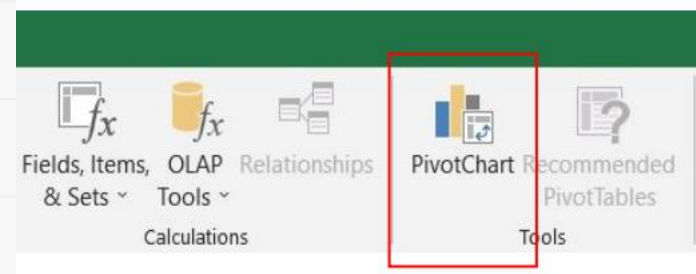 Fields, Items, & Sets
OLAP Tools
Relationships
PivotChart
Recommended PivotTables
Calculations
Tools